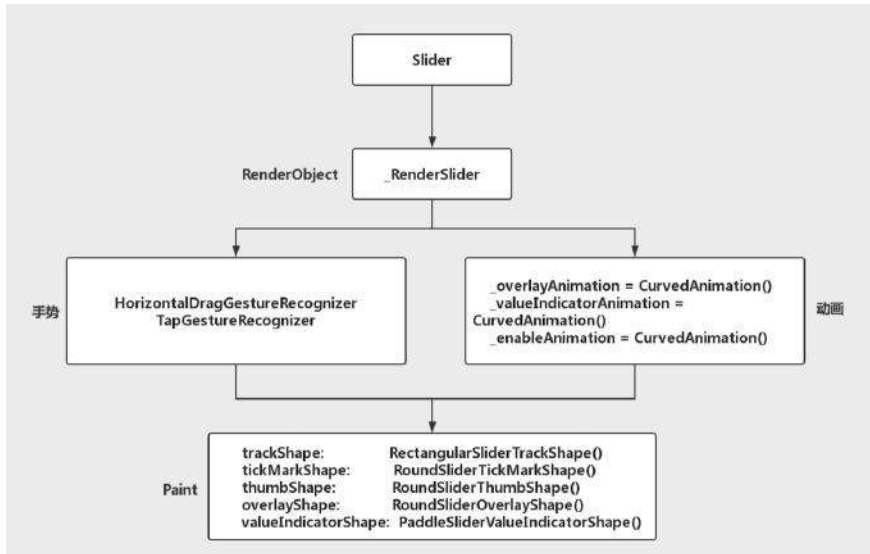 Slider
RenderObject
_RenderSlider
手势
HorizontalDragGestureRecognizer
TapGestureRecognizer
_overlayAnimation = CurvedAnimation()
_valueIndicatorAnimation =
CurvedAnimation()
_enableAnimation = CurvedAnimation()
动画
Paint
trackShape: RectangularSliderTrackShape()
tickMarkShape: RoundSliderTickMarkShape()
thumbShape: RoundSliderThumbShape()
overlayShape: RoundSliderOverlayShape()
valueIndicatorShape: PaddleSliderValueIndicatorShape()